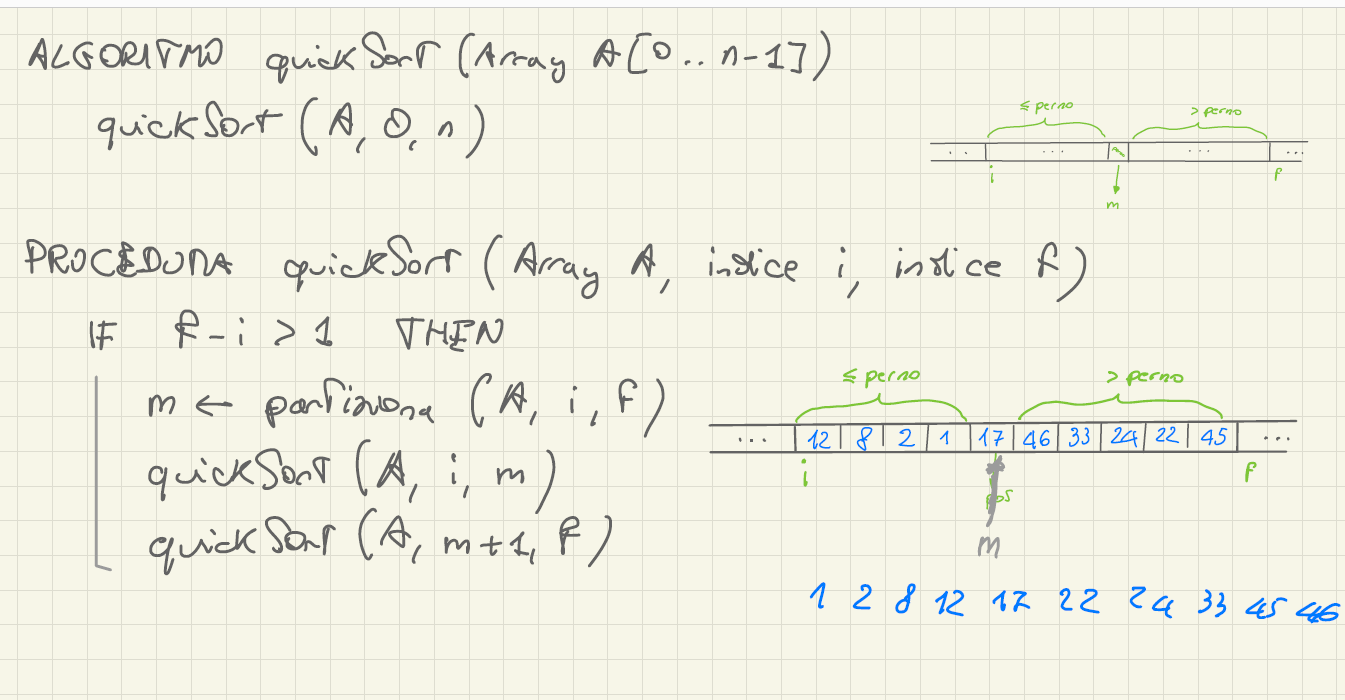 ALGORITMO quickSort (Array A[0..n-1])
quickSort (A, 0, n)
≤ perno > perno
... ... ...  ...
i f
m
PROCEDURA quickSort (Array A, indice i, indice f)
IF f-i > 1 THEN
m ← partiziona (A, i, f)
quickSort (A, i, m)
quickSort (A, m+1, f)
≤ perno > perno
... 12 8 2 1 17 46 33 24 22 45 ...
i f
m
1 2 8 12 17 22 24 33 45 46